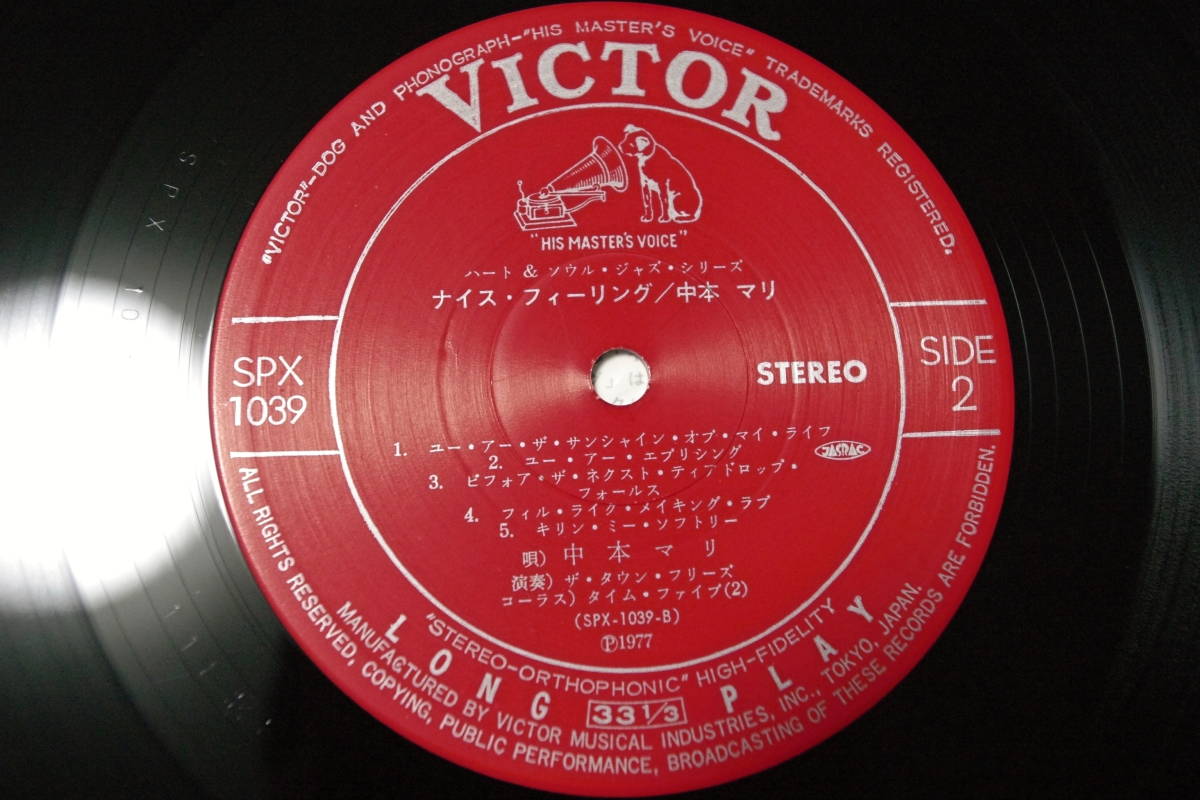 "VICTOR"-DOG AND PHONOGRAPH-"HIS MASTER'S VOICE" TRADEMARKS REGISTERED.
VICTOR
"HIS MASTER'S VOICE"
ハート & ソウル・ジャズ・シリーズ
ナイス・フィーリング/中本 マリ
SPX
1039
STEREO
SIDE
2
1. ユー・アー・ザ・サンシャイン・オブ・マイ・ライフ
JASRAC
2. ユー・アー・エブリシング
3. ビフォア・ザ・ネクスト・ティアドロップ・
フォールス
4. フィル・ライク・メイキング・ラブ
5. キリン・ミー・ソフトリー
唄) 中本マリ
演奏) ザ・タウン・フリーズ
コーラス) タイム・ファイブ(2)
(SPX-1039-B)
Ⓟ1977
"STEREO-ORTHOPHONIC" HIGH-FIDELITY
LONG 33 1/3 PLAY
MANUFACTURED BY VICTOR MUSICAL INDUSTRIES, INC., TOKYO, JAPAN.
ALL RIGHTS RESERVED, COPYING, PUBLIC PERFORMANCE, BROADCASTING OF THESE RECORDS ARE FORBIDDEN.